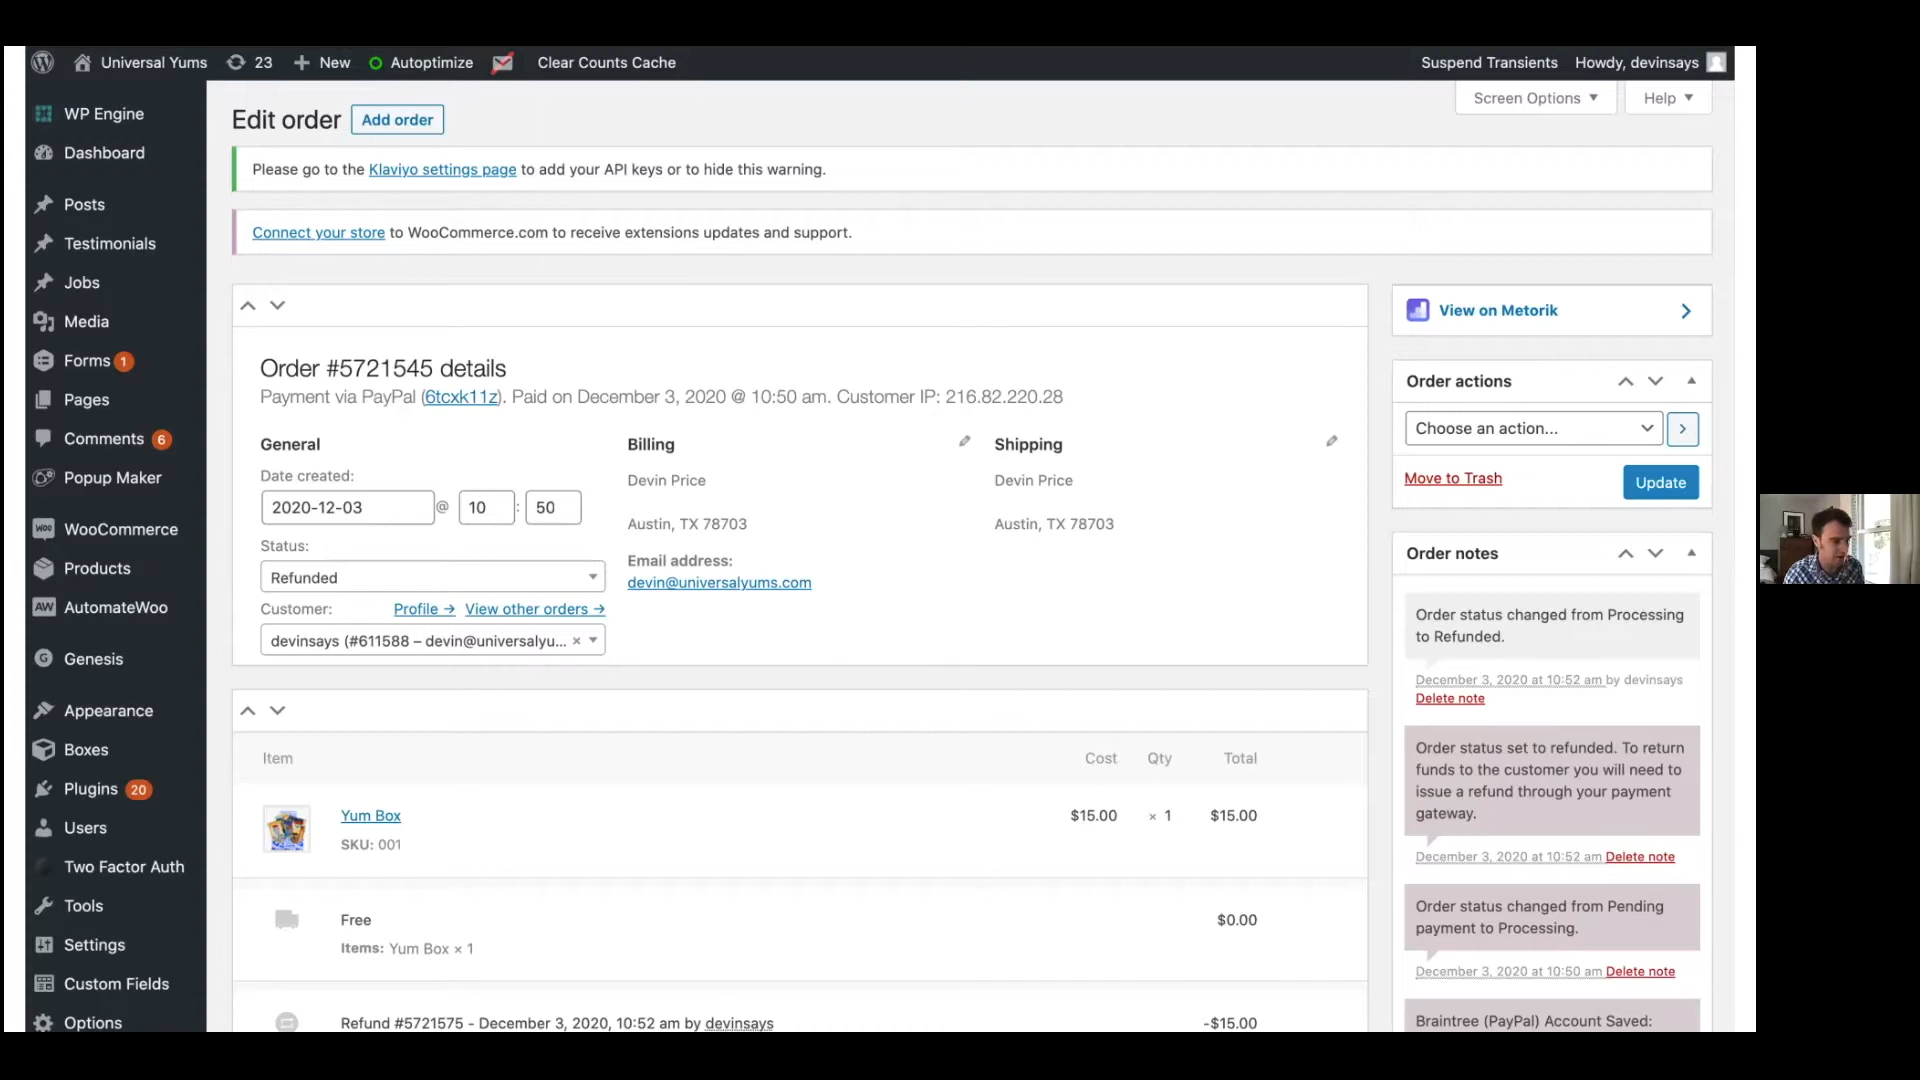 Universal Yums 23 New Autoptimize Clear Counts Cache Suspend Transients Howdy, devinsays
WP Engine
Dashboard
Posts
Testimonials
Jobs
Media
Forms 1
Pages
Comments 6
Popup Maker
WooCommerce
Products
AutomateWoo
Genesis
Appearance
Boxes
Plugins 20
Users
Two Factor Auth
Tools
Settings
Custom Fields
Options
Screen Options Help
Edit order Add order
Please go to the Klaviyo settings page to add your API keys or to hide this warning.
Connect your store to WooCommerce.com to receive extensions updates and support.
Order #5721545 details
Payment via PayPal (6tcxk11z). Paid on December 3, 2020 @ 10:50 am. Customer IP: 216.82.220.28
General
Date created:
2020-12-03 @ 10 : 50
Status:
Refunded
Customer: Profile → View other orders →
devinsays (#611588 – devin@universalyu... ×
Billing
Devin Price
Austin, TX 78703
Email address:
devin@universalyums.com
Shipping
Devin Price
Austin, TX 78703
Item Cost Qty Total
Yum Box $15.00 × 1 $15.00
SKU: 001
Free $0.00
Items: Yum Box × 1
Refund #5721575 - December 3, 2020, 10:52 am by devinsays -$15.00
View on Metorik
Order actions
Choose an action...
Move to Trash Update
Order notes
Order status changed from Processing
to Refunded.
December 3, 2020 at 10:52 am by devinsays
Delete note
Order status set to refunded. To return
funds to the customer you will need to
issue a refund through your payment
gateway.
December 3, 2020 at 10:52 am Delete note
Order status changed from Pending
payment to Processing.
December 3, 2020 at 10:50 am Delete note
Braintree (PayPal) Account Saved: